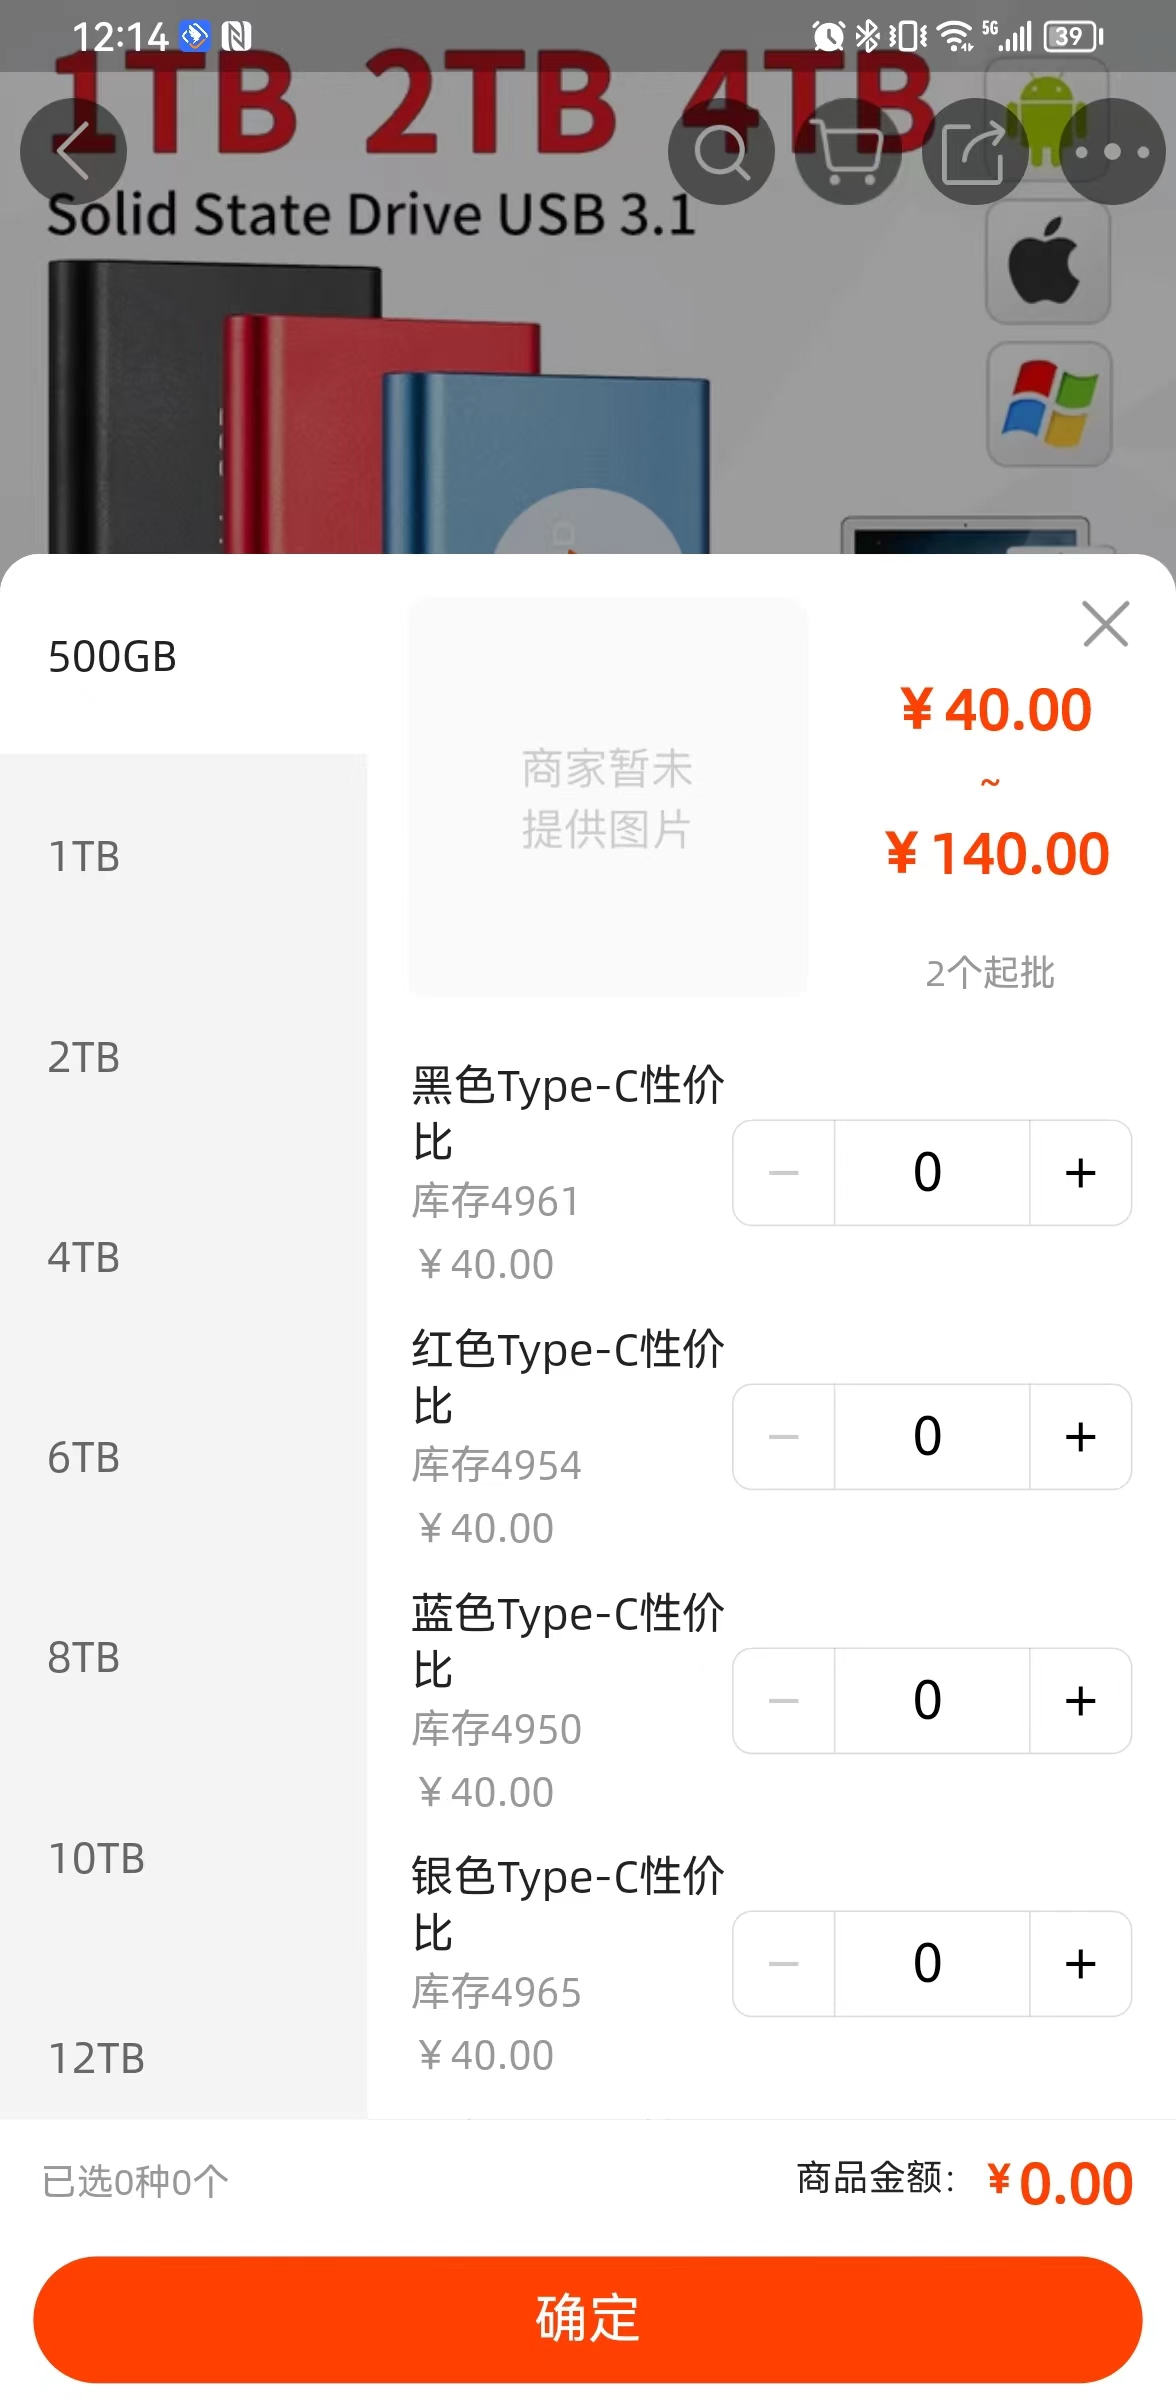 12:14
5G
39
1TB 2TB 4TB
Solid State Drive USB 3.1
500GB
1TB
2TB
4TB
6TB
8TB
10TB
12TB
商家暂未
提供图片
¥40.00
~
¥140.00
2个起批
黑色Type-C性价
比
库存4961
¥40.00
0
红色Type-C性价
比
库存4954
¥40.00
0
蓝色Type-C性价
比
库存4950
¥40.00
0
银色Type-C性价
比
库存4965
¥40.00
0
已选0种0个
商品金额: ¥0.00
确定